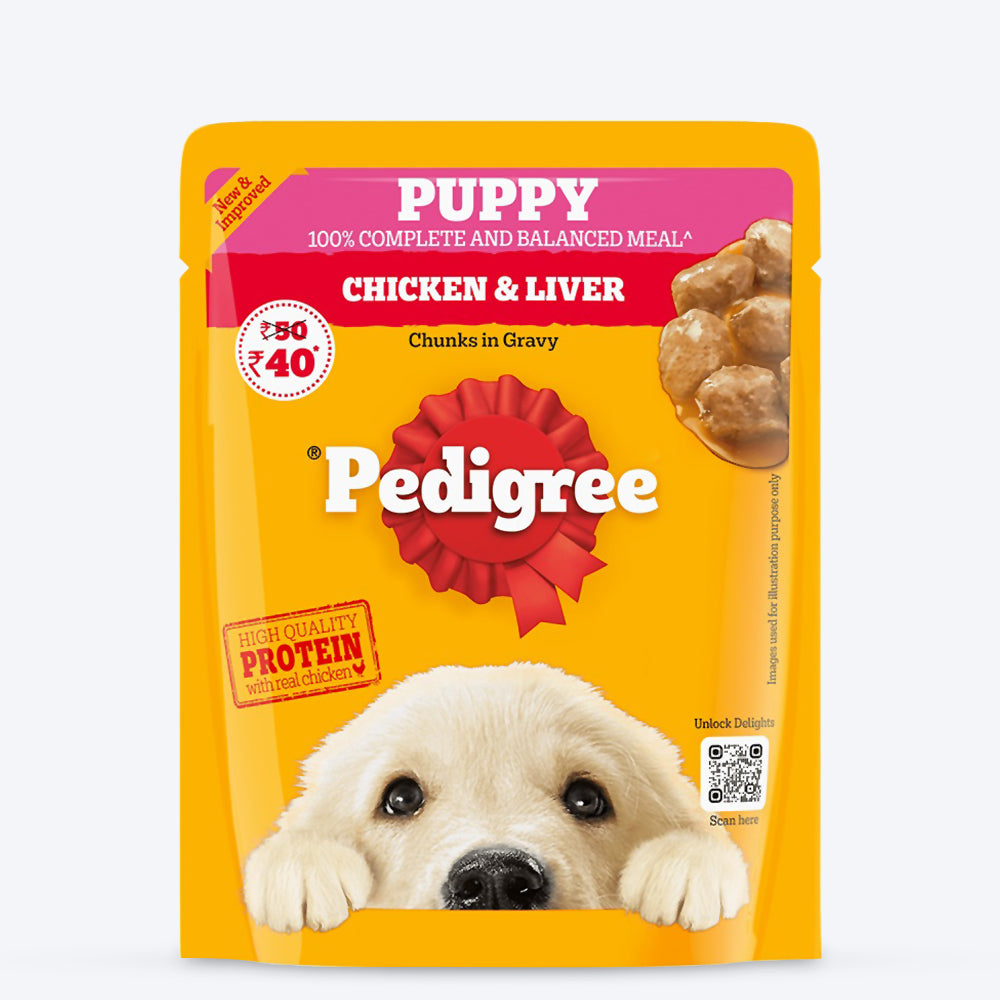 New &
Improved
PUPPY
100% COMPLETE AND BALANCED MEAL^
CHICKEN & LIVER
Chunks in Gravy
₹50
₹40*
®Pedigree
HIGH QUALITY
PROTEIN
with real chicken
Images used for illustration purpose only
Unlock Delights
Scan here